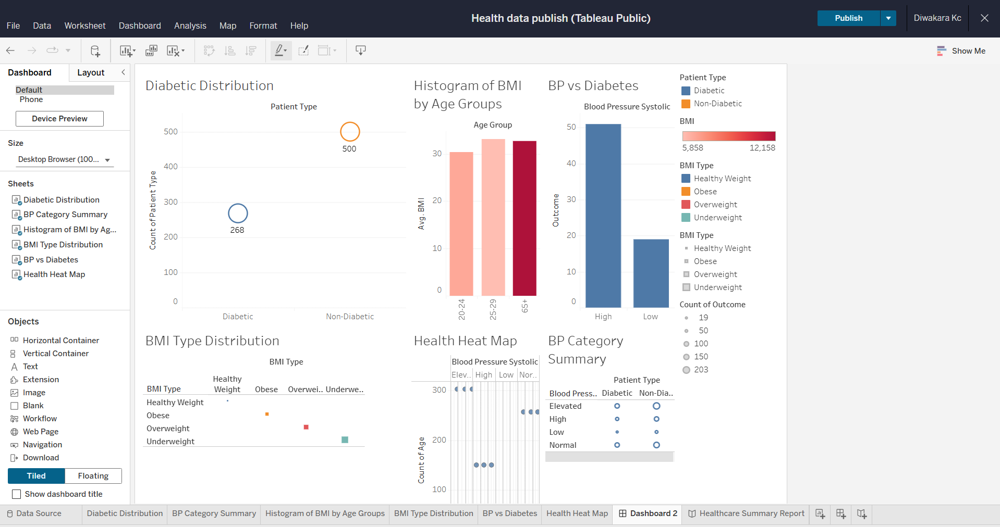 Health data publish (Tableau Public)
Publish
Diwakara Kc
File Data Worksheet Dashboard Analysis Map Format Help
Show Me
Dashboard
Layout
Default
Phone
Device Preview
Size
Desktop Browser (100...
Sheets
Diabetic Distribution
BP Category Summary
Histogram of BMI by Ag...
BMI Type Distribution
BP vs Diabetes
Health Heat Map
Objects
Horizontal Container
Vertical Container
Text
Extension
Image
Blank
Workflow
Web Page
Navigation
Download
Tiled
Floating
Show dashboard title
Diabetic Distribution
Patient Type
Count of Patient Type
500
400
300
200
100
0
500
268
Diabetic
Non-Diabetic
Histogram of BMI
by Age Groups
Age Group
Avg. BMI
30
20
10
0
20-24
25-29
65+
BP vs Diabetes
Blood Pressure Systolic
Outcome
50
40
30
20
10
0
High
Low
Patient Type
Diabetic
Non-Diabetic
BMI
5,858
12,158
BMI Type
Healthy Weight
Obese
Overweight
Underweight
BMI Type
Healthy Weight
Obese
Overweight
Underweight
Count of Outcome
19
50
100
150
203
BMI Type Distribution
BMI Type
BMI Type
Healthy
Weight
Obese
Overwei..
Underwe..
Healthy Weight
Obese
Overweight
Underweight
Health Heat Map
Blood Pressure Systolic
Elev..
High
Low
Nor..
Count of Age
300
200
100
BP Category
Summary
Patient Type
Blood Press..
Diabetic
Non-Dia..
Elevated
High
Low
Normal
Data Source
Diabetic Distribution
BP Category Summary
Histogram of BMI by Age Groups
BMI Type Distribution
BP vs Diabetes
Health Heat Map
Dashboard 2
Healthcare Summary Report